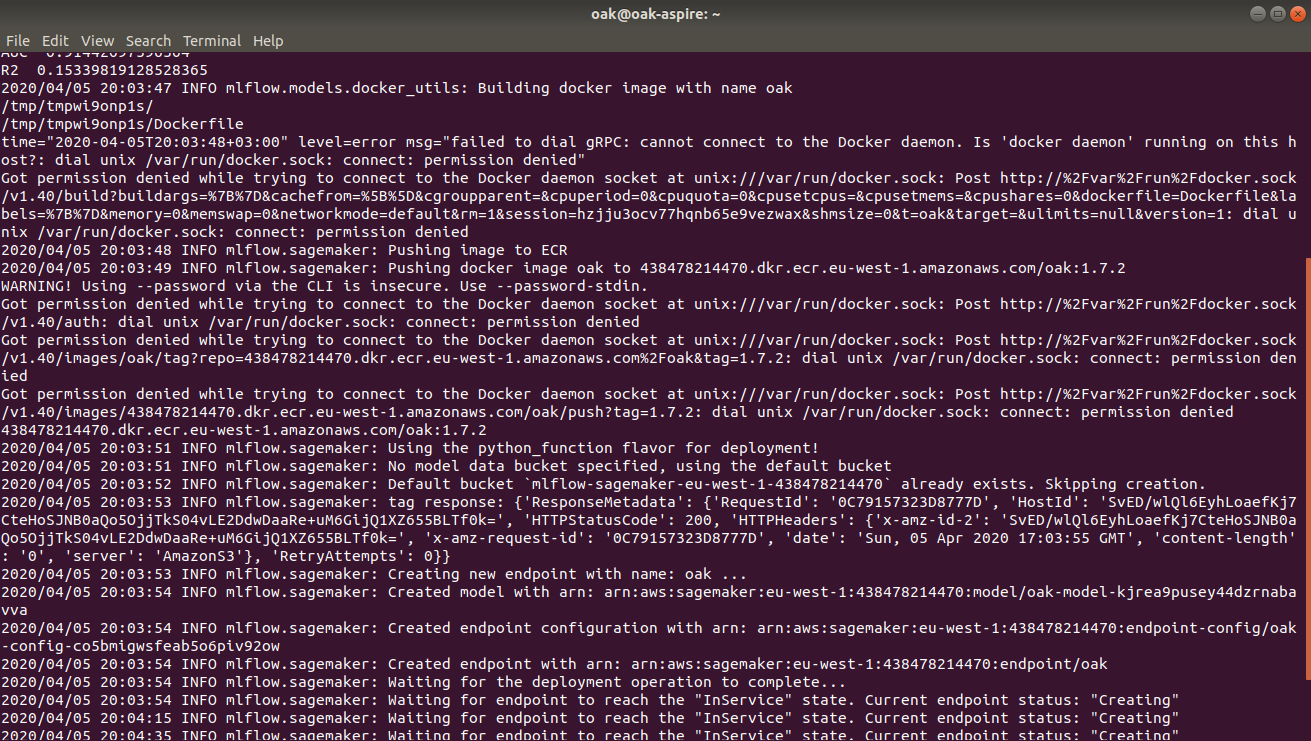 oak@oak-aspire: ~
File Edit View Search Terminal Help
R2  0.15339819128528365
2020/04/05 20:03:47 INFO mlflow.models.docker_utils: Building docker image with name oak
/tmp/tmpwi9onp1s/
/tmp/tmpwi9onp1s/Dockerfile
time="2020-04-05T20:03:48+03:00" level=error msg="failed to dial gRPC: cannot connect to the Docker daemon. Is 'docker daemon' running on this h
ost?: dial unix /var/run/docker.sock: connect: permission denied"
Got permission denied while trying to connect to the Docker daemon socket at unix:///var/run/docker.sock: Post http://%2Fvar%2Frun%2Fdocker.sock
/v1.40/build?buildargs=%7B%7D&cachefrom=%5B%5D&cgroupparent=&cpuperiod=0&cpuquota=0&cpusetcpus=&cpusetmems=&cpushares=0&dockerfile=Dockerfile&la
bels=%7B%7D&memory=0&memswap=0&networkmode=default&rm=1&session=hzjju3ocv77hqnb65e9vezwax&shmsize=0&t=oak&target=&ulimits=null&version=1: dial u
nix /var/run/docker.sock: connect: permission denied
2020/04/05 20:03:48 INFO mlflow.sagemaker: Pushing image to ECR
2020/04/05 20:03:49 INFO mlflow.sagemaker: Pushing docker image oak to 438478214470.dkr.ecr.eu-west-1.amazonaws.com/oak:1.7.2
WARNING! Using --password via the CLI is insecure. Use --password-stdin.
Got permission denied while trying to connect to the Docker daemon socket at unix:///var/run/docker.sock: Post http://%2Fvar%2Frun%2Fdocker.sock
/v1.40/auth: dial unix /var/run/docker.sock: connect: permission denied
Got permission denied while trying to connect to the Docker daemon socket at unix:///var/run/docker.sock: Post http://%2Fvar%2Frun%2Fdocker.sock
/v1.40/images/oak/tag?repo=438478214470.dkr.ecr.eu-west-1.amazonaws.com%2Foak&tag=1.7.2: dial unix /var/run/docker.sock: connect: permission den
ied
Got permission denied while trying to connect to the Docker daemon socket at unix:///var/run/docker.sock: Post http://%2Fvar%2Frun%2Fdocker.sock
/v1.40/images/438478214470.dkr.ecr.eu-west-1.amazonaws.com/oak/push?tag=1.7.2: dial unix /var/run/docker.sock: connect: permission denied
438478214470.dkr.ecr.eu-west-1.amazonaws.com/oak:1.7.2
2020/04/05 20:03:51 INFO mlflow.sagemaker: Using the python_function flavor for deployment!
2020/04/05 20:03:51 INFO mlflow.sagemaker: No model data bucket specified, using the default bucket
2020/04/05 20:03:52 INFO mlflow.sagemaker: Default bucket `mlflow-sagemaker-eu-west-1-438478214470` already exists. Skipping creation.
2020/04/05 20:03:53 INFO mlflow.sagemaker: tag response: {'ResponseMetadata': {'RequestId': '0C79157323D8777D', 'HostId': 'SvED/wlQl6EyhLoaefKj7
CteHoSJNB0aQo5OjjTkS04vLE2DdwDaaRe+uM6GijQ1XZ655BLTf0k=', 'HTTPStatusCode': 200, 'HTTPHeaders': {'x-amz-id-2': 'SvED/wlQl6EyhLoaefKj7CteHoSJNB0a
Qo5OjjTkS04vLE2DdwDaaRe+uM6GijQ1XZ655BLTf0k=', 'x-amz-request-id': '0C79157323D8777D', 'date': 'Sun, 05 Apr 2020 17:03:55 GMT', 'content-length'
: '0', 'server': 'AmazonS3'}, 'RetryAttempts': 0}}
2020/04/05 20:03:53 INFO mlflow.sagemaker: Creating new endpoint with name: oak ...
2020/04/05 20:03:54 INFO mlflow.sagemaker: Created model with arn: arn:aws:sagemaker:eu-west-1:438478214470:model/oak-model-kjrea9pusey44dzrnaba
vva
2020/04/05 20:03:54 INFO mlflow.sagemaker: Created endpoint configuration with arn: arn:aws:sagemaker:eu-west-1:438478214470:endpoint-config/oak
-config-co5bmigwsfeab5o6piv92ow
2020/04/05 20:03:54 INFO mlflow.sagemaker: Created endpoint with arn: arn:aws:sagemaker:eu-west-1:438478214470:endpoint/oak
2020/04/05 20:03:54 INFO mlflow.sagemaker: Waiting for the deployment operation to complete...
2020/04/05 20:03:54 INFO mlflow.sagemaker: Waiting for endpoint to reach the "InService" state. Current endpoint status: "Creating"
2020/04/05 20:04:15 INFO mlflow.sagemaker: Waiting for endpoint to reach the "InService" state. Current endpoint status: "Creating"
2020/04/05 20:04:35 INFO mlflow.sagemaker: Waiting for endpoint to reach the "InService" state. Current endpoint status: "Creating"